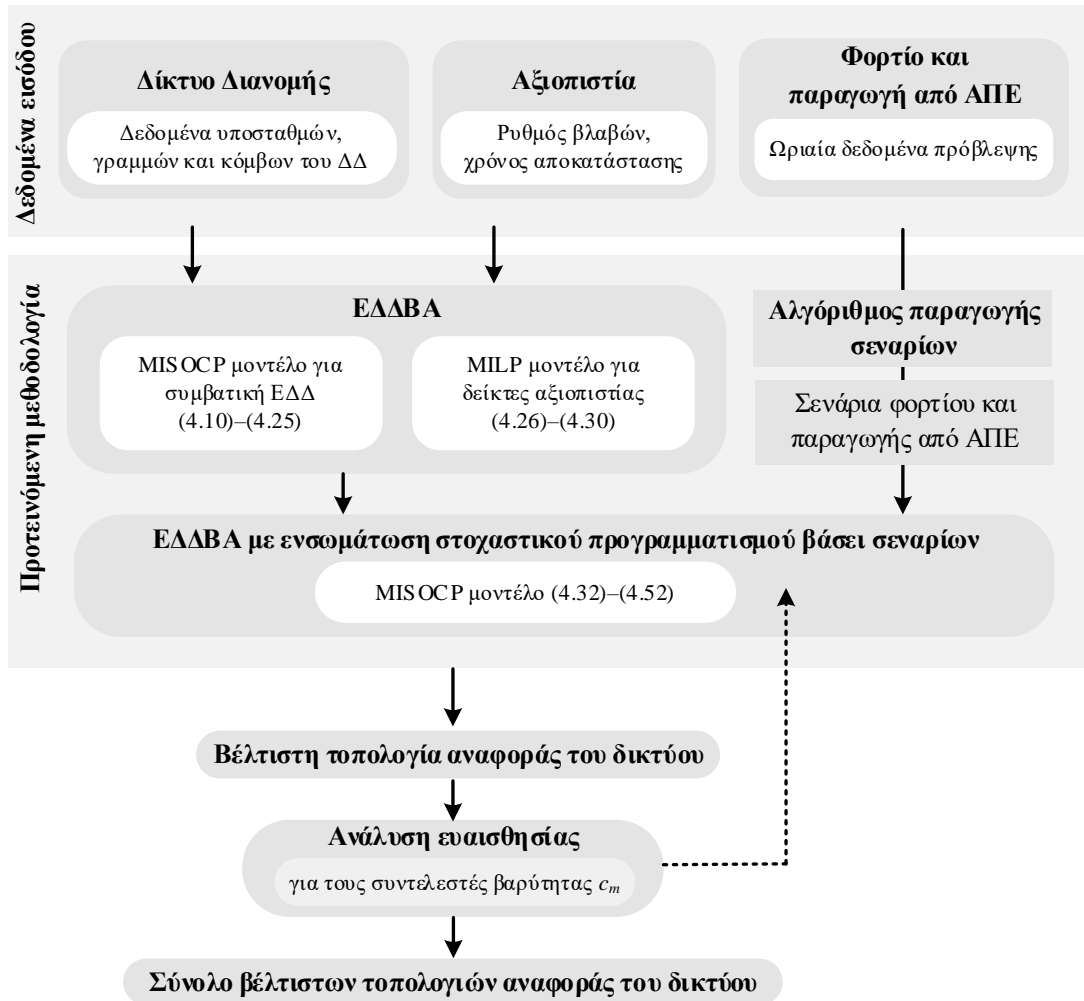 Δεδομένα εισόδου
Δίκτυο Διανομής
Δεδομένα υποσταθμών,
γραμμών και κόμβων του ΔΔ
Αξιοπιστία
Ρυθμός βλαβών,
χρόνος αποκατάστασης
Φορτίο και
παραγωγή από ΑΠΕ
Ωριαία δεδομένα πρόβλεψης
Προτεινόμενη μεθοδολογία
ΕΔΔΒΑ
MISOCP μοντέλο για
συμβατική ΕΔΔ
(4.10)–(4.25)
MILP μοντέλο για
δείκτες αξιοπιστίας
(4.26)–(4.30)
Αλγόριθμος παραγωγής
σεναρίων
Σενάρια φορτίου και
παραγωγής από ΑΠΕ
ΕΔΔΒΑ με ενσωμάτωση στοχαστικού προγραμματισμού βάσει σεναρίων
MISOCP μοντέλο (4.32)–(4.52)
Βέλτιστη τοπολογία αναφοράς του δικτύου
Ανάλυση ευαισθησίας
για τους συντελεστές βαρύτητας c_m
Σύνολο βέλτιστων τοπολογιών αναφοράς του δικτύου